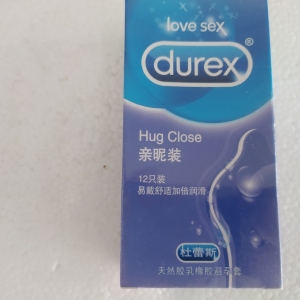 love sex
durex®
Hug Close
亲昵装
12只装
易戴舒适加倍润滑
杜蕾斯
天然胶乳橡胶避孕套